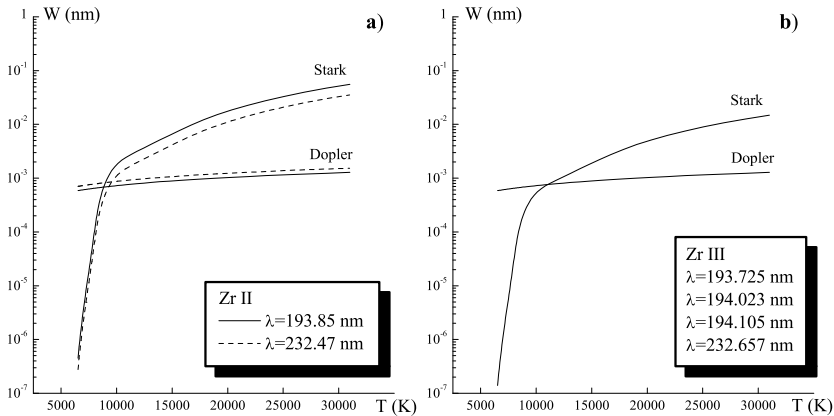 W (nm)
a)
1
10⁻¹
10⁻²
10⁻³
10⁻⁴
10⁻⁵
10⁻⁶
10⁻⁷
Stark
Dopler
Zr II
λ=193.85 nm
λ=232.47 nm
5000 10000 15000 20000 25000 30000 T (K)
W (nm)
b)
1
10⁻¹
10⁻²
10⁻³
10⁻⁴
10⁻⁵
10⁻⁶
10⁻⁷
Stark
Dopler
Zr III
λ=193.725 nm
λ=194.023 nm
λ=194.105 nm
λ=232.657 nm
5000 10000 15000 20000 25000 30000 T (K)